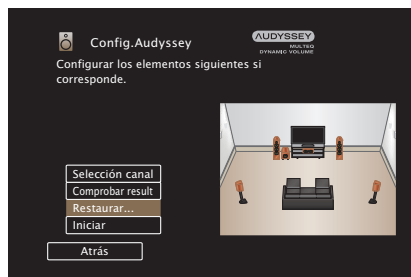 Config.Audyssey
AUDYSSEY
MULTEQ
DYNAMIC VOLUME
Configurar los elementos siguientes si
corresponde.
Selección canal
Comprobar result
Restaurar...
Iniciar
Atrás